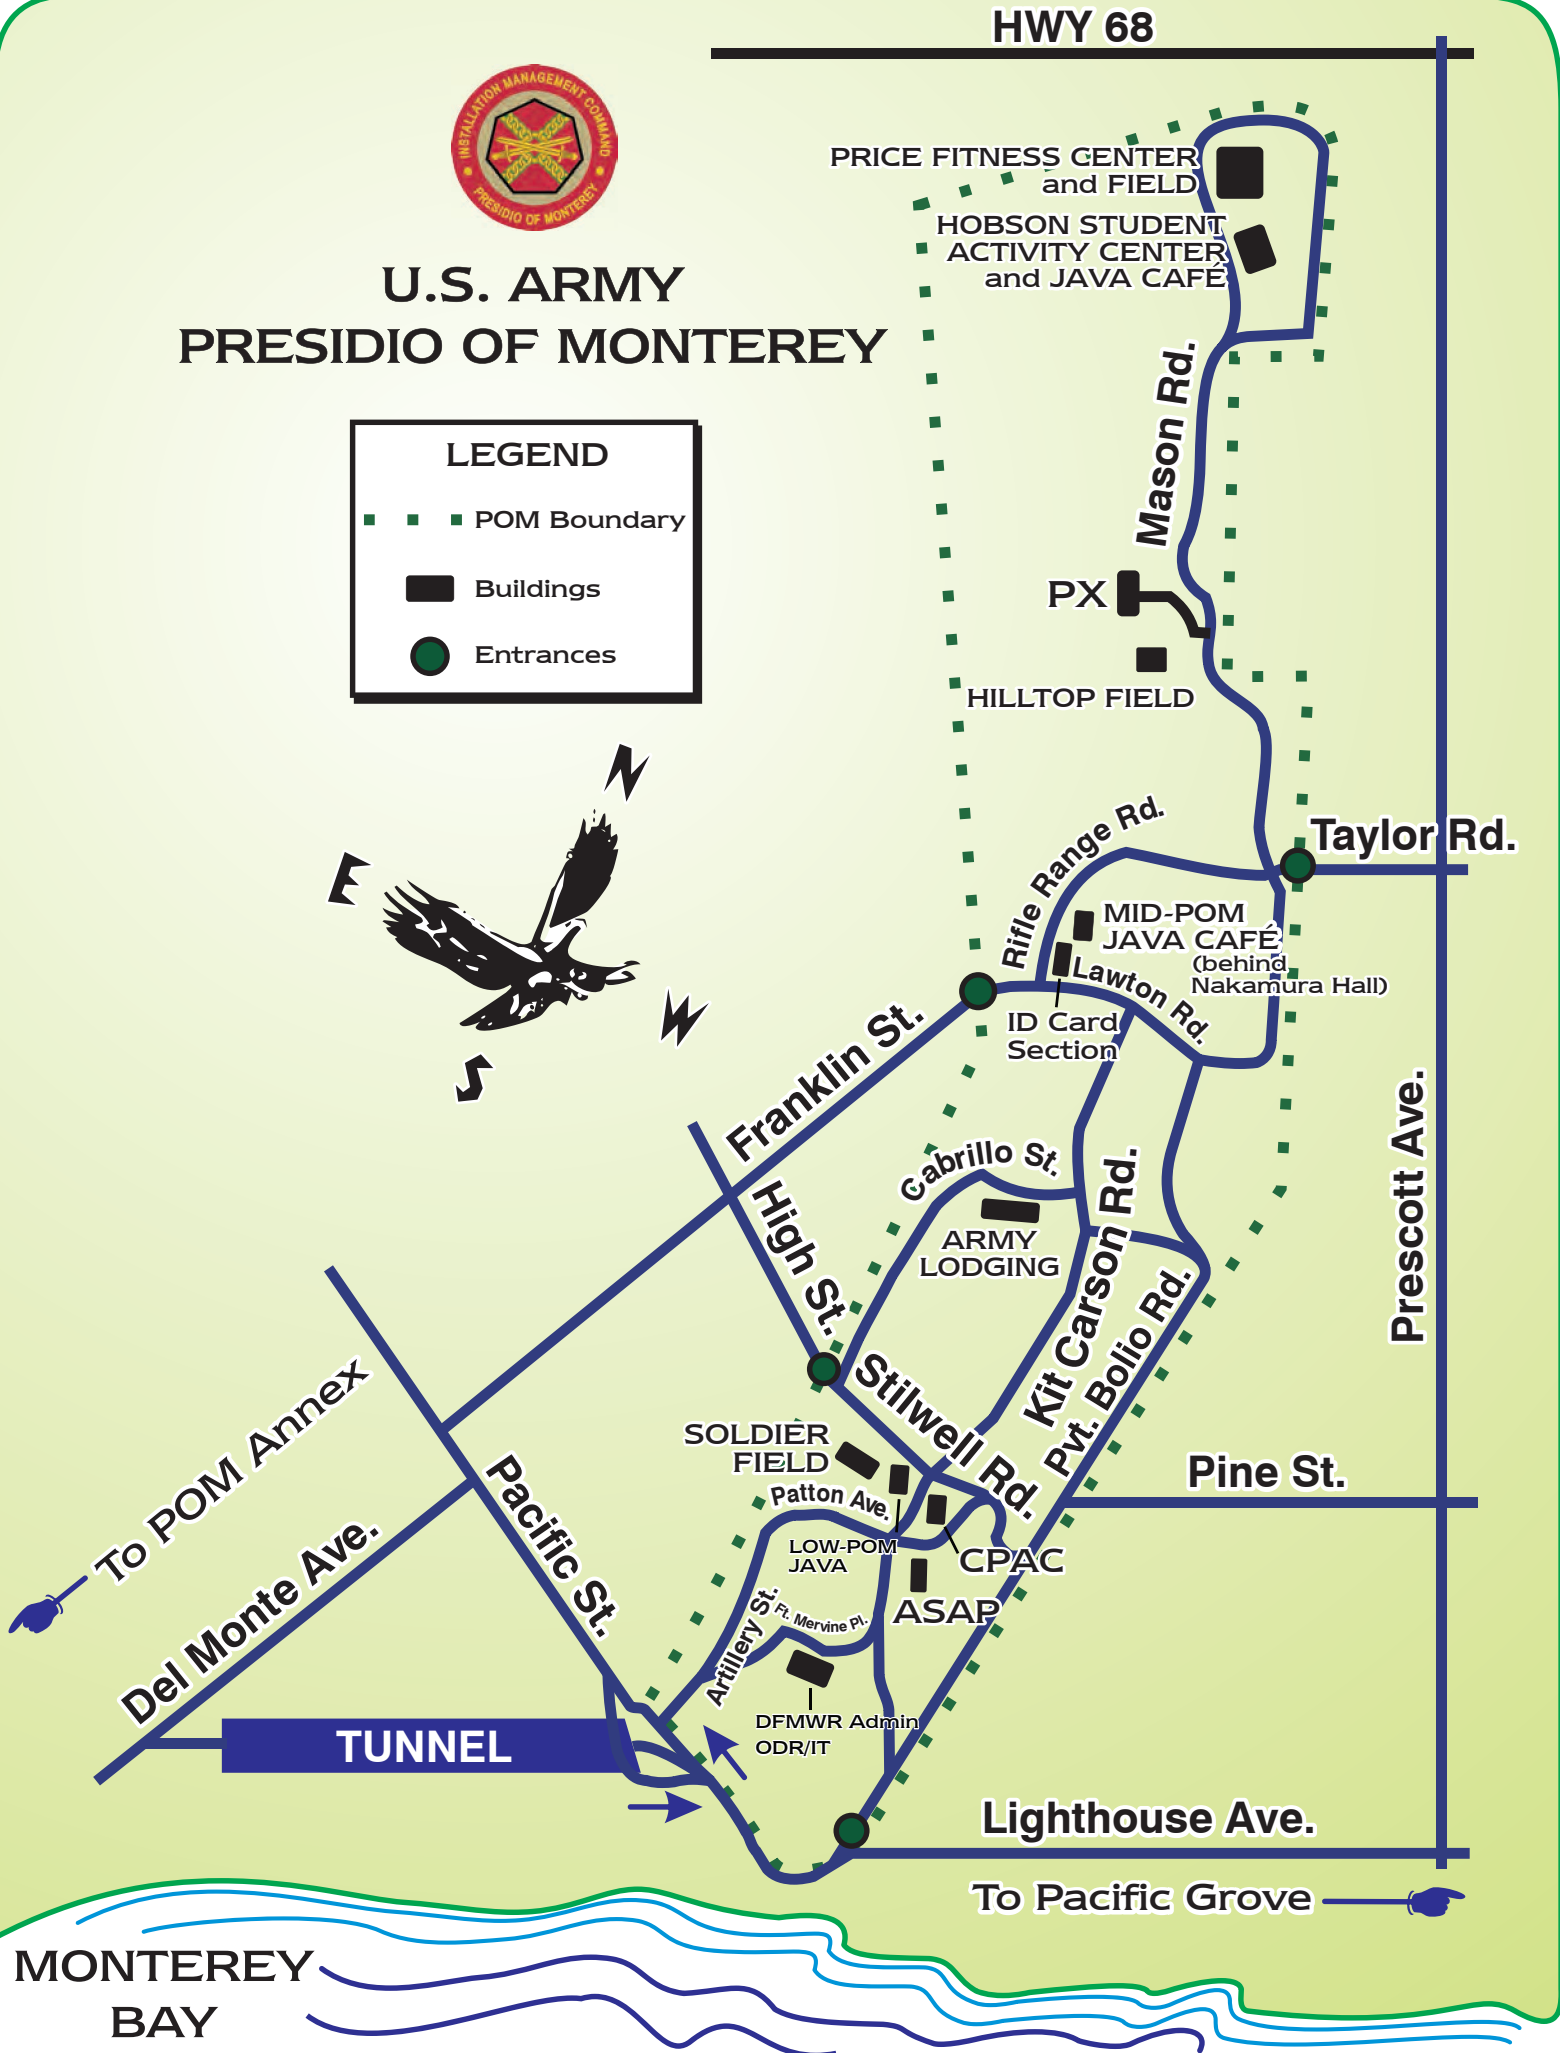 HWY 68
INSTALLATION MANAGEMENT COMMAND
PRESIDIO OF MONTEREY
U.S. ARMY
PRESIDIO OF MONTEREY
LEGEND
POM Boundary
Buildings
Entrances
N
E
W
S
PRICE FITNESS CENTER
and FIELD
HOBSON STUDENT
ACTIVITY CENTER
and JAVA CAFÉ
Mason Rd.
PX
HILLTOP FIELD
Taylor Rd.
Rifle Range Rd.
MID-POM
JAVA CAFÉ
(behind
Nakamura Hall)
Lawton Rd.
ID Card
Section
Franklin St.
Prescott Ave.
Cabrillo St.
ARMY
LODGING
High St.
Kit Carson Rd.
Pvt. Bolio Rd.
Stilwell Rd.
To POM Annex
SOLDIER
FIELD
Pacific St.
Pine St.
Patton Ave.
LOW-POM
JAVA
CPAC
ASAP
Del Monte Ave.
Artillery St.
Ft. Mervine Pl.
DFMWR Admin
ODR/IT
TUNNEL
Lighthouse Ave.
To Pacific Grove
MONTEREY
BAY